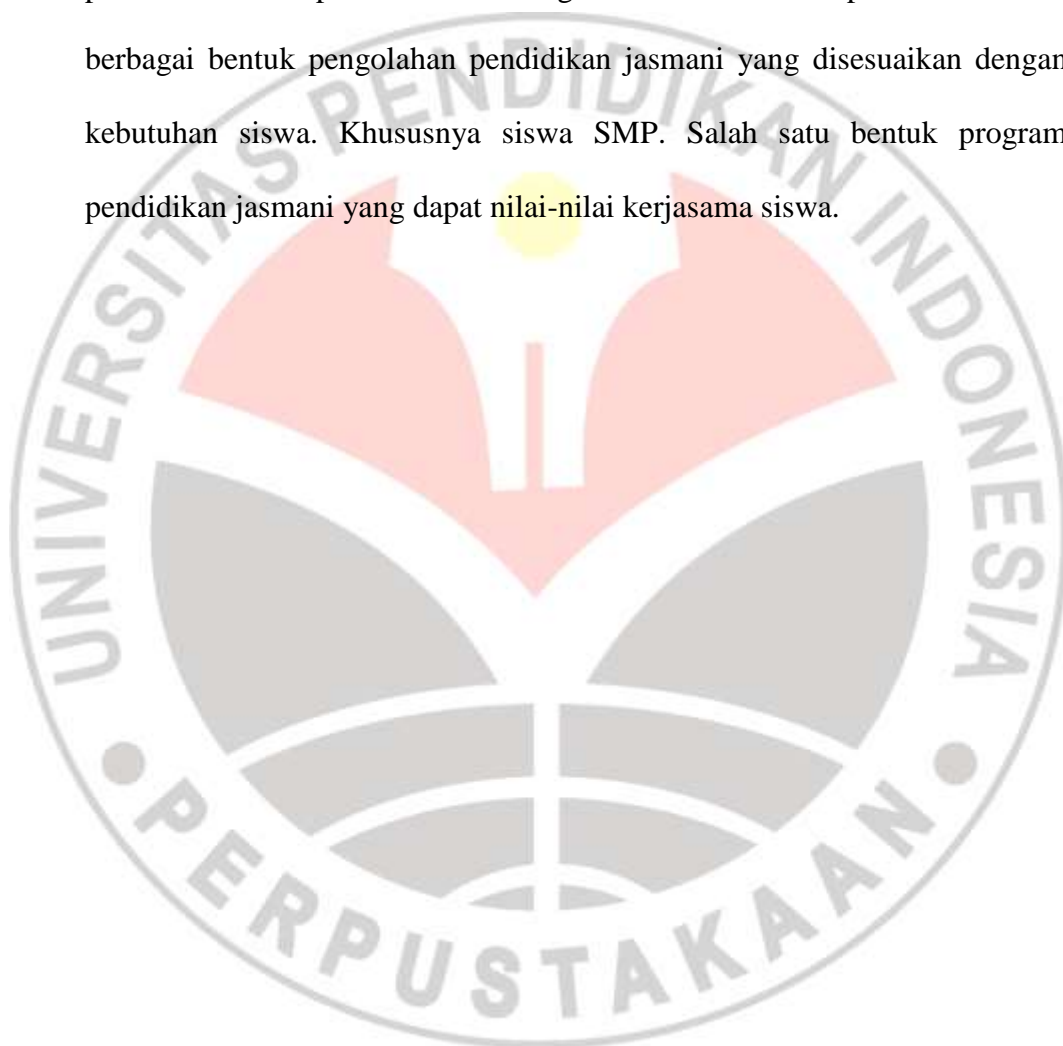 berbagai bentuk pengolahan pendidikan jasmani yang disesuaikan dengan
kebutuhan siswa. Khususnya siswa SMP. Salah satu bentuk program
pendidikan jasmani yang dapat nilai-nilai kerjasama siswa.
UNIVERSITAS PENDIDIKAN INDONESIA
PERPUSTAKAAN